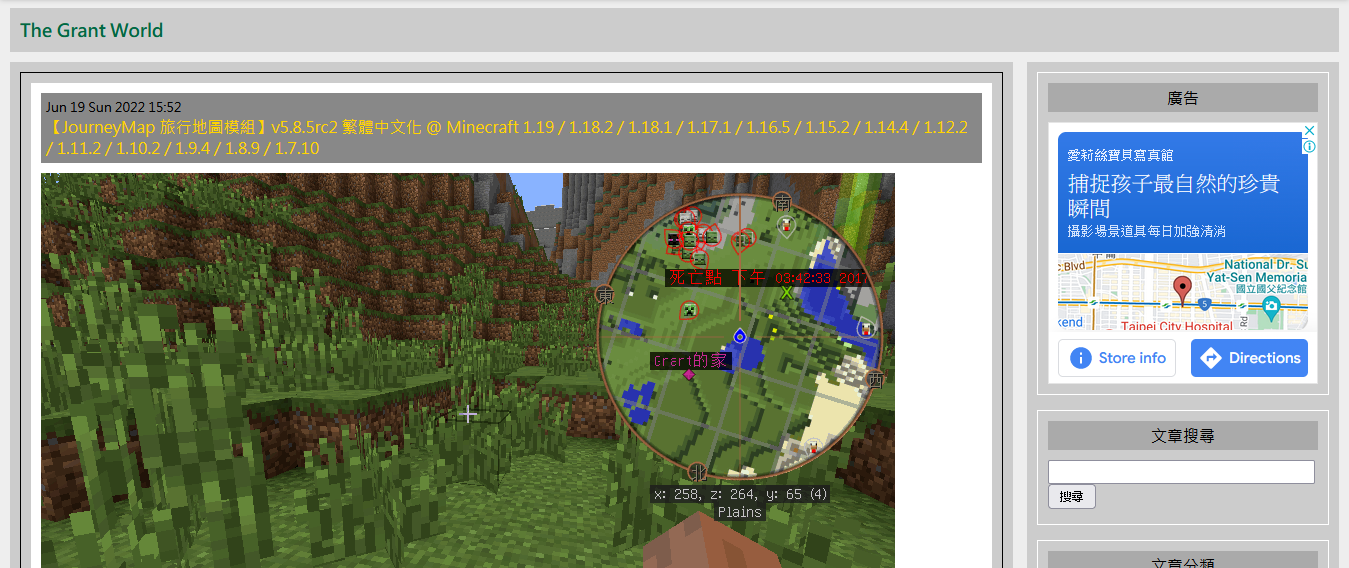 The Grant World
Jun 19 Sun 2022 15:52
【JourneyMap 旅行地圖模組】v5.8.5rc2 繁體中文化 @ Minecraft 1.19 / 1.18.2 / 1.18.1 / 1.17.1 / 1.16.5 / 1.15.2 / 1.14.4 / 1.12.2
/ 1.11.2 / 1.10.2 / 1.9.4 / 1.8.9 / 1.7.10
南
死亡點 下午 03:42:33 2017
東
Grant的家
西
北
x: 258, z: 264, y: 65 (4)
Plains
廣告
愛莉絲寶貝寫真館
捕捉孩子最自然的珍貴
瞬間
攝影場景道具每日加強清消
Blvd
National Dr. Su
Yat-Sen Memoria
國立國父紀念館
5
kend
Taipei City Hospital
Rd
Store info
Directions
文章搜尋
搜尋
文章分類